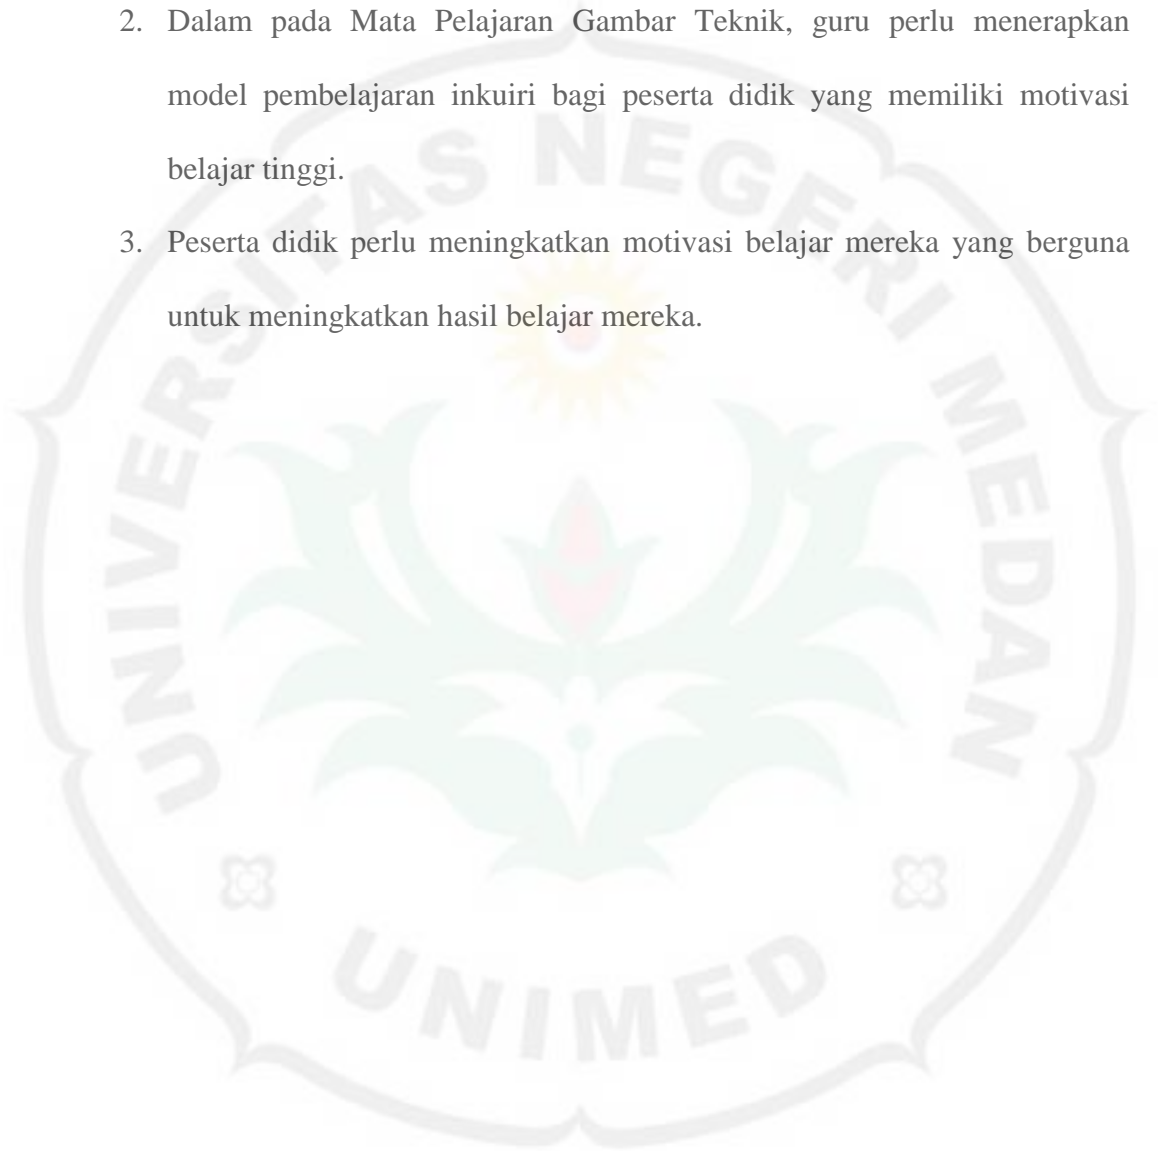 2. Dalam pada Mata Pelajaran Gambar Teknik, guru perlu menerapkan
model pembelajaran inkuiri bagi peserta didik yang memiliki motivasi
belajar tinggi.
3. Peserta didik perlu meningkatkan motivasi belajar mereka yang berguna
untuk meningkatkan hasil belajar mereka.
UNIVERSITAS NEGERI MEDAN
UNIMED